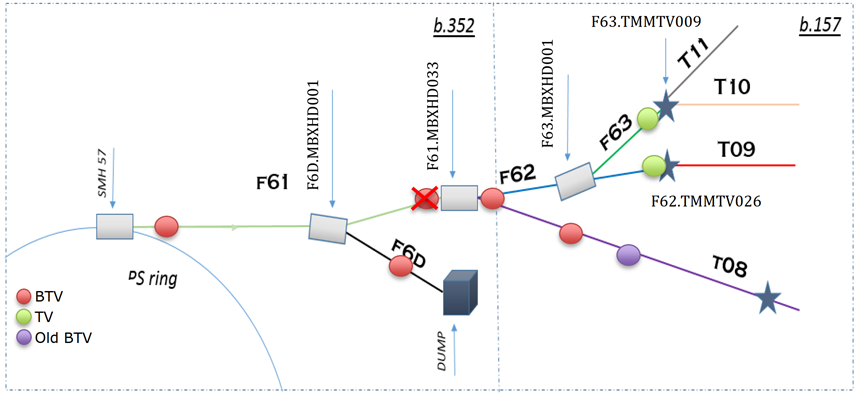 b.352
b.157
F63.TMMTV009
T11
T10
F63.MBXHD001
F61.MBXHD033
F6D.MBXHD001
F63
T09
SMH 57
F61
F62
F62.TMMTV026
F6D
T08
PS ring
BTV
TV
Old BTV
DUMP